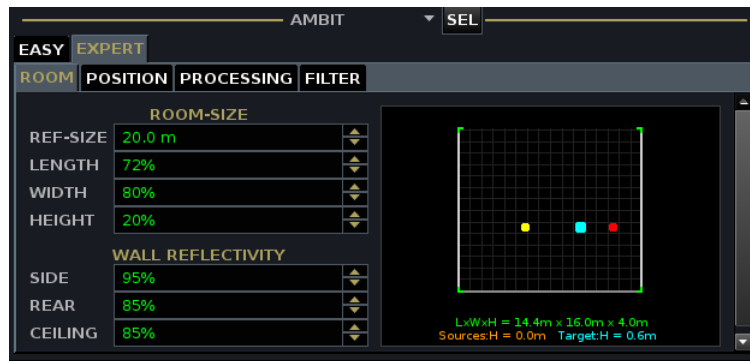 AMBIT SEL
EASY EXPERT
ROOM POSITION PROCESSING FILTER
ROOM-SIZE
REF-SIZE 20.0 m
LENGTH 72%
WIDTH 80%
HEIGHT 20%
WALL REFLECTIVITY
SIDE 95%
REAR 85%
CEILING 85%
LxWxH = 14.4m x 16.0m x 4.0m
Sources:H = 0.0m Target:H = 0.6m